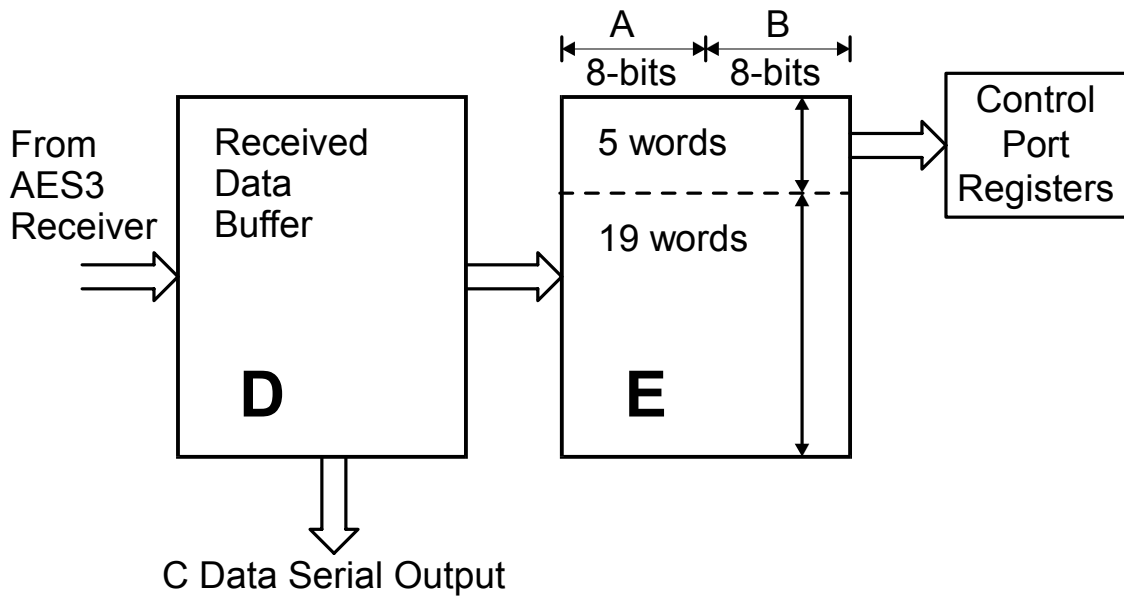 A
B
8-bits
8-bits
From
AES3
Receiver
Received
Data
Buffer
D
5 words
19 words
E
Control
Port
Registers
C Data Serial Output